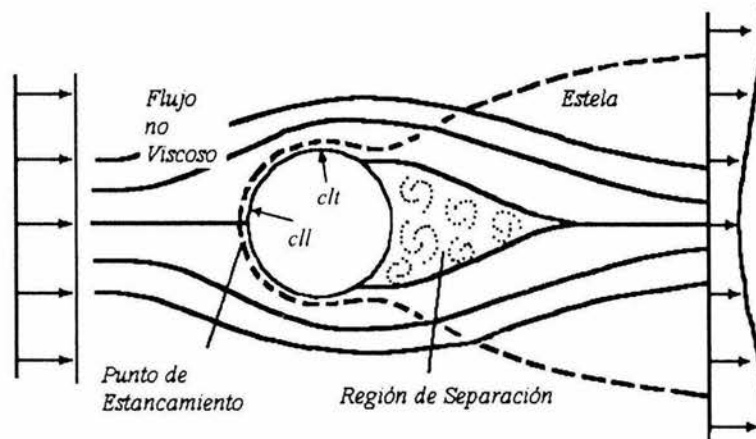 Flujo
no
Viscoso
Estela
clt
cll
Punto de
Estancamiento
Región de Separación